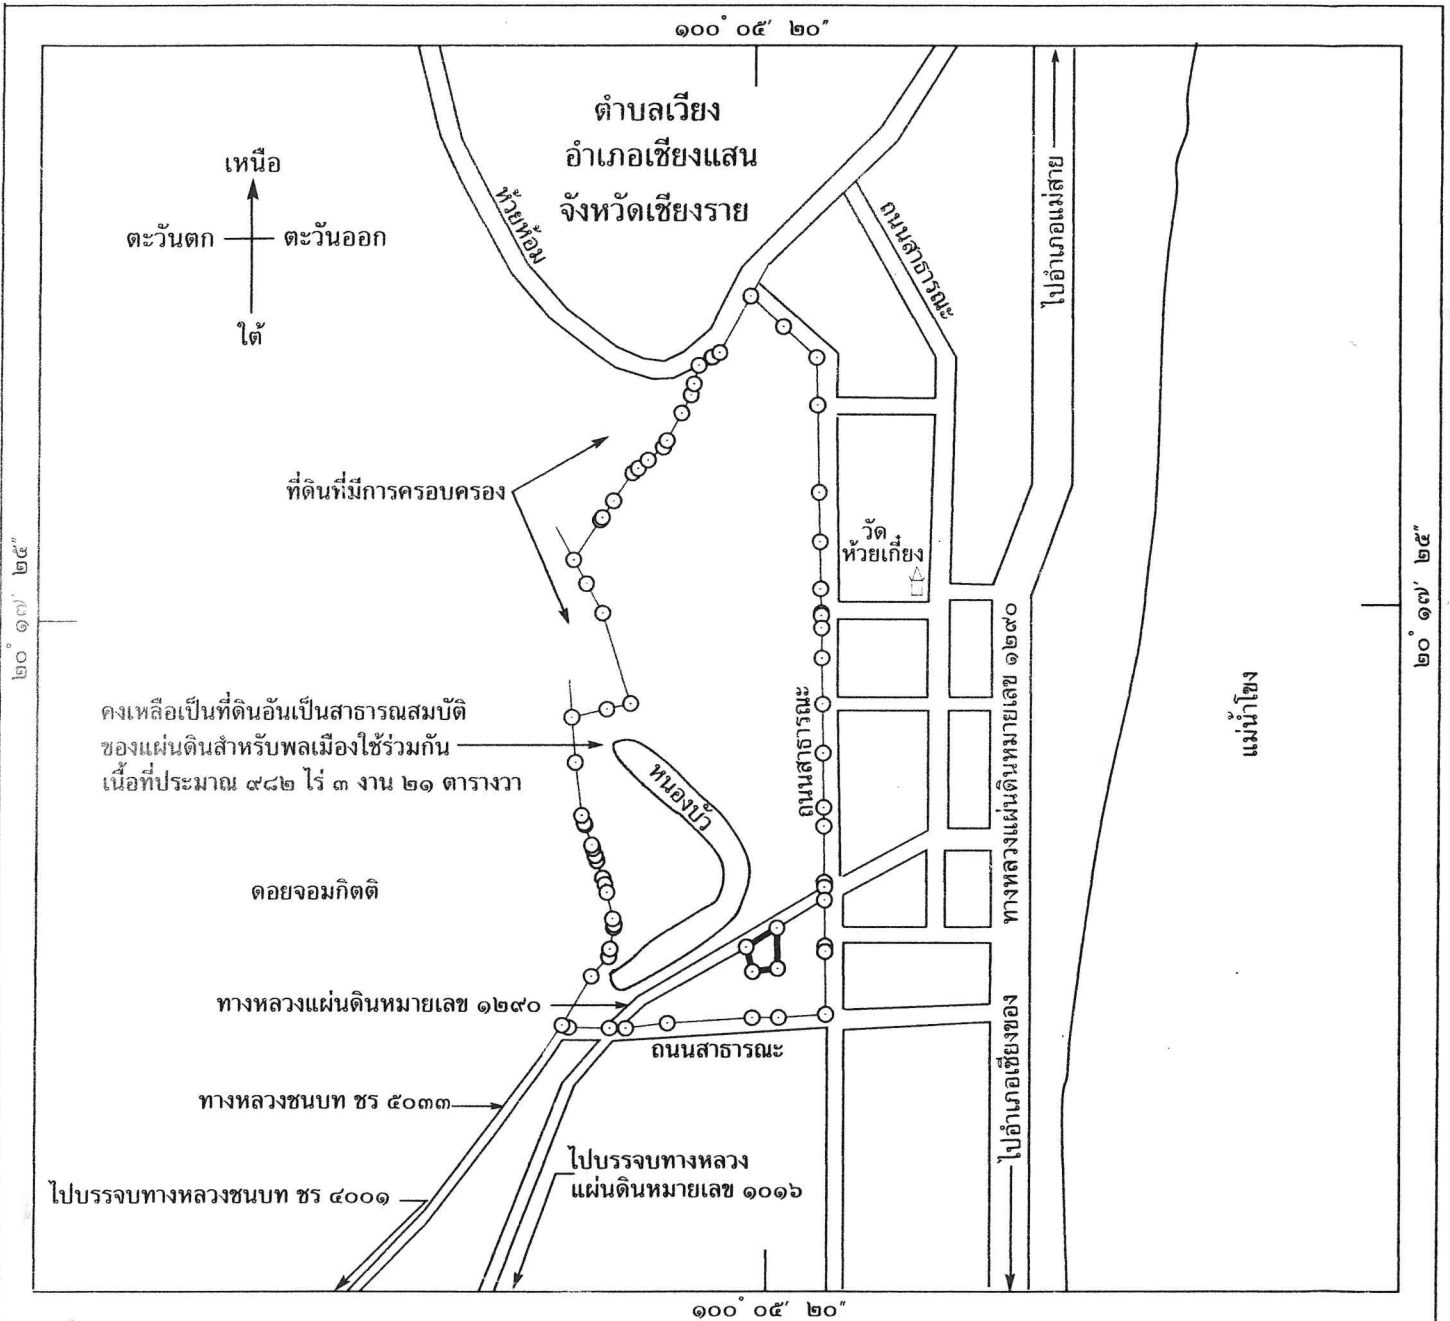 ๑๐๐° ๐๕′ ๒๐″
ตำบลเวียง
อำเภอเชียงแสน
จังหวัดเชียงราย
เหนือ
ตะวันตก
ตะวันออก
ใต้
ห้วยห้อม
ถนนสาธารณะ
ไปอำเภอแม่สาย
ที่ดินที่มีการครอบครอง
วัด
ห้วยเกี๋ยง
๒๐° ๑๗′ ๒๕″
๒๐° ๑๗′ ๒๕″
คงเหลือเป็นที่ดินอันเป็นสาธารณสมบัติ
ของแผ่นดินสำหรับพลเมืองใช้ร่วมกัน
เนื้อที่ประมาณ ๙๘๒ ไร่ ๓ งาน ๒๑ ตารางวา
หนองบัว
ถนนสาธารณะ
ทางหลวงแผ่นดินหมายเลข ๑๒๙๐
แม่น้ำโขง
ดอยจอมกิตติ
ทางหลวงแผ่นดินหมายเลข ๑๒๙๐
ถนนสาธารณะ
ไปอำเภอเชียงของ
ทางหลวงชนบท ชร ๕๐๓๓
ไปบรรจบทางหลวง
แผ่นดินหมายเลข ๑๐๑๖
ไปบรรจบทางหลวงชนบท ชร ๔๐๐๑
๑๐๐° ๐๕′ ๒๐″